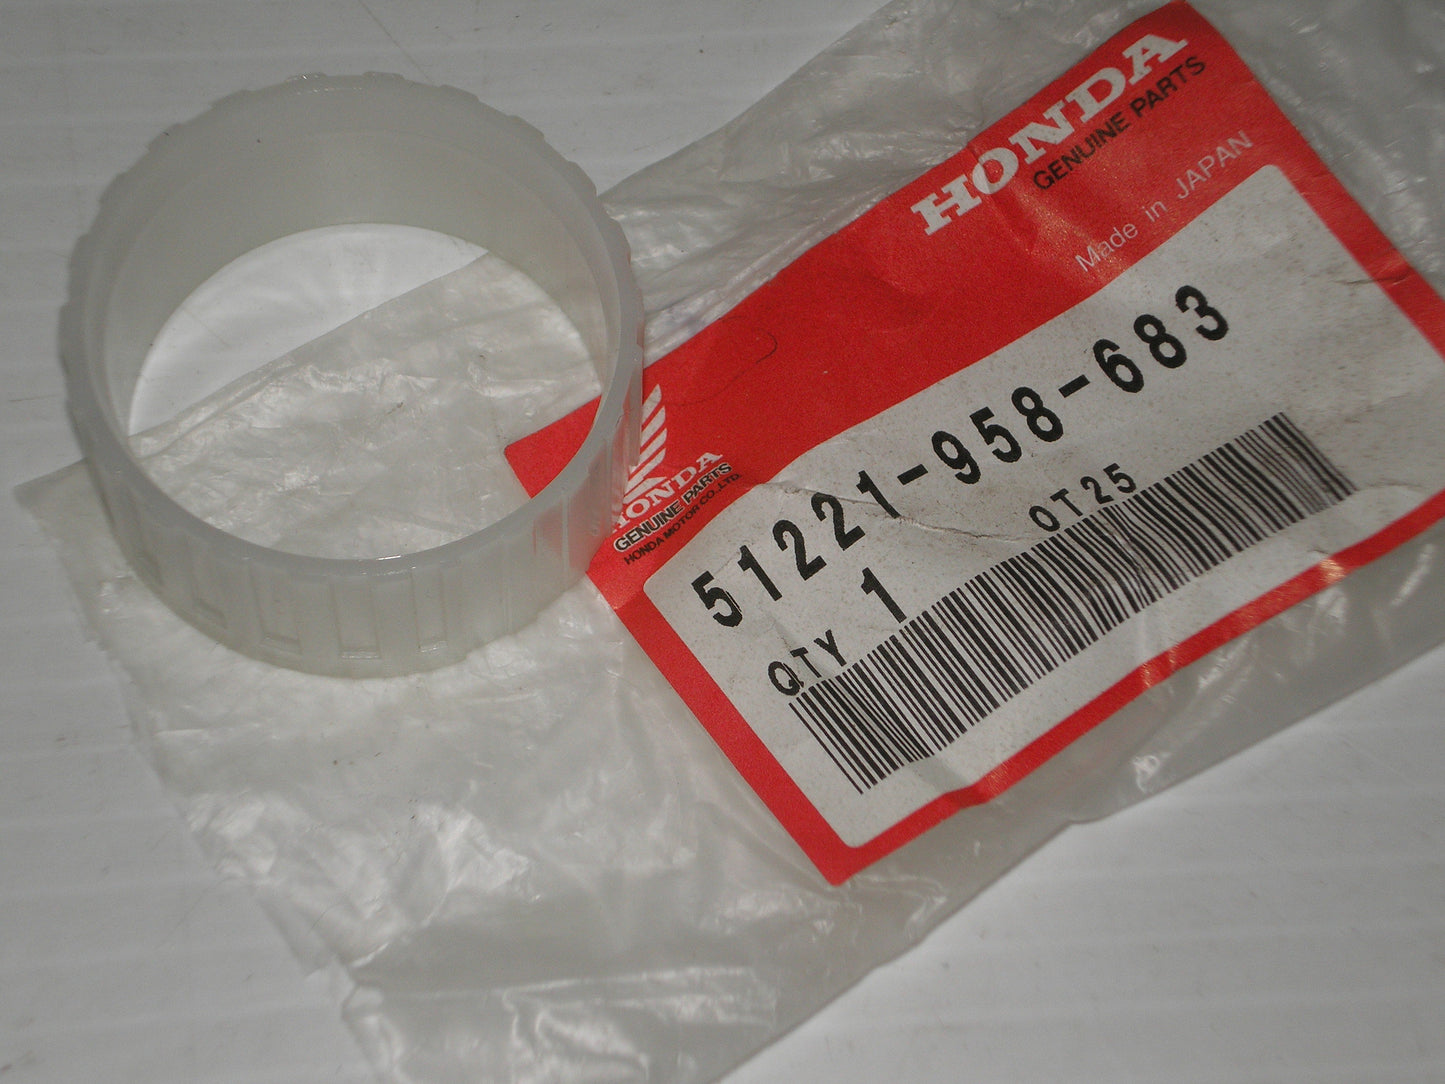 HONDA
GENUINE PARTS
Made in JAPAN
51221-958-683
QTY 1 OT25
HONDA
GENUINE PARTS
HONDA MOTOR CO.,LTD.